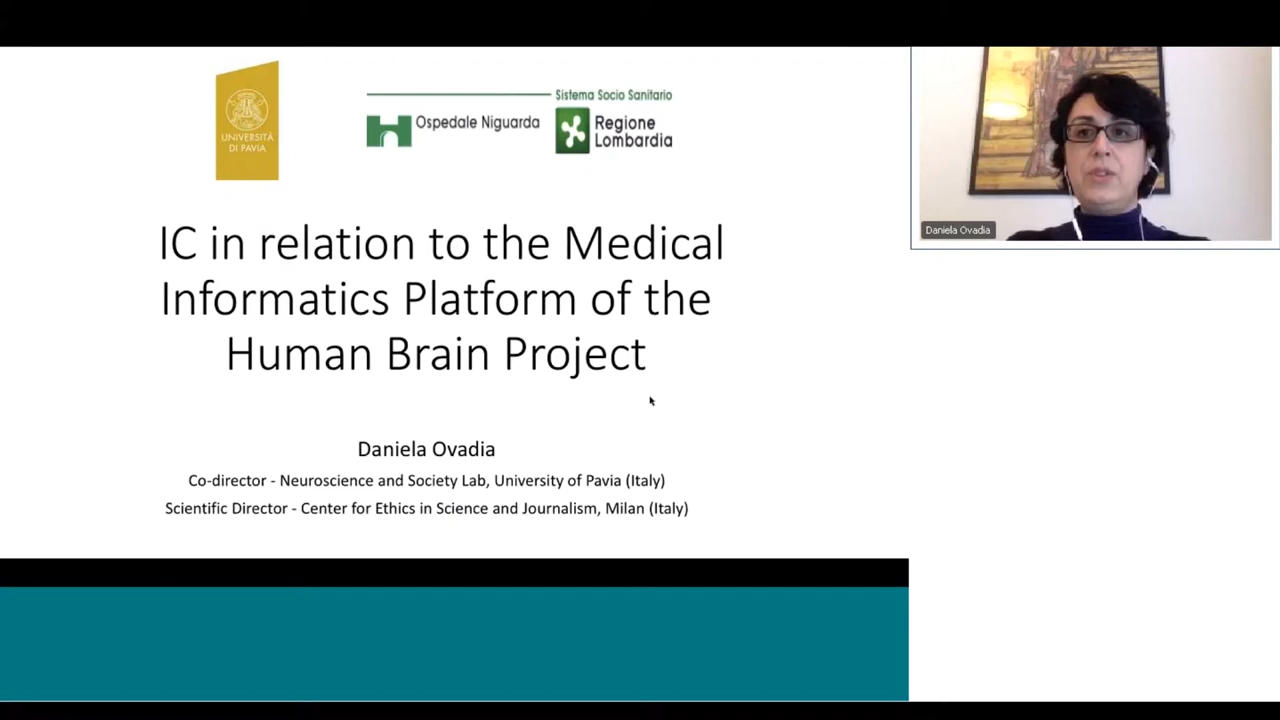 UNIVERSITÀ
DI PAVIA
Sistema Socio Sanitario
Ospedale Niguarda
Regione
Lombardia
IC in relation to the Medical
Informatics Platform of the
Human Brain Project
Daniela Ovadia
Co-director - Neuroscience and Society Lab, University of Pavia (Italy)
Scientific Director - Center for Ethics in Science and Journalism, Milan (Italy)
Daniela Ovadia